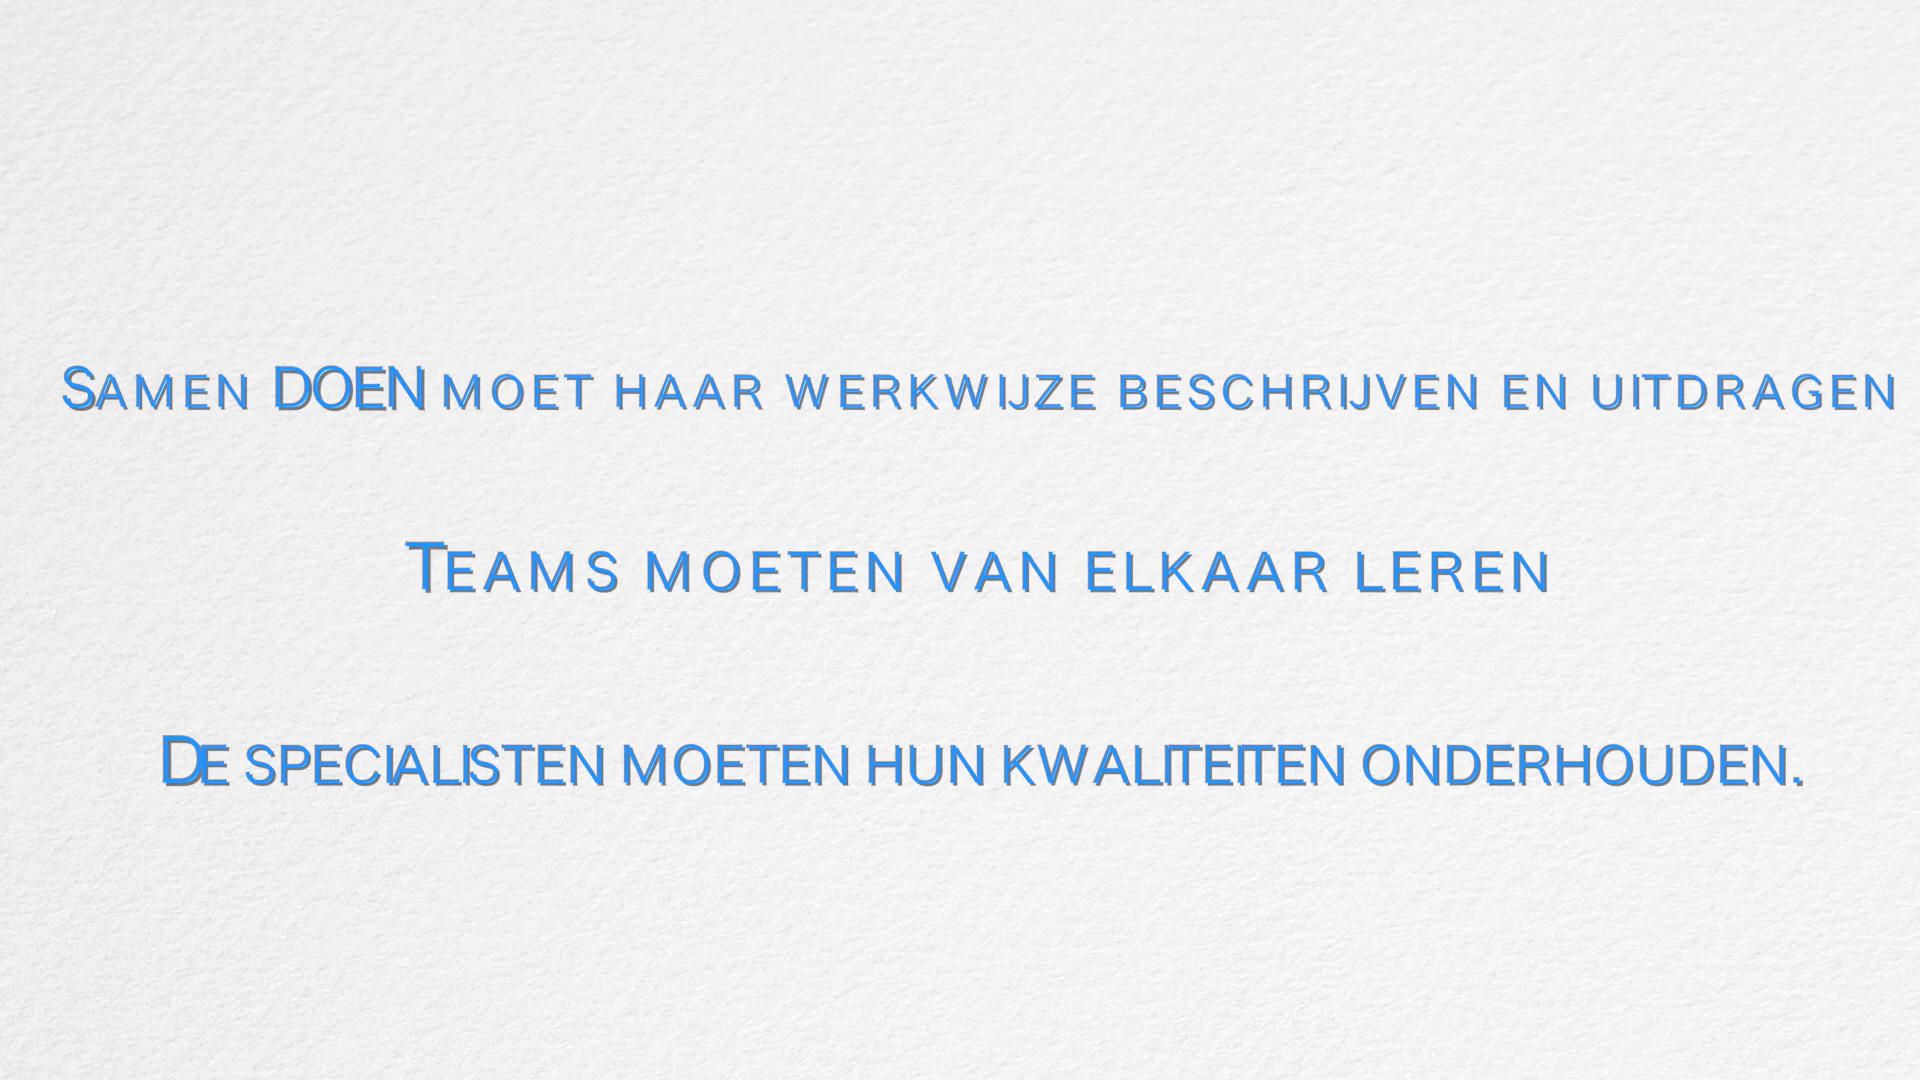 Samen DOEN moet haar werkwijze beschrijven en uitdragen
Teams moeten van elkaar leren
De specialisten moeten hun kwaliteiten onderhouden.